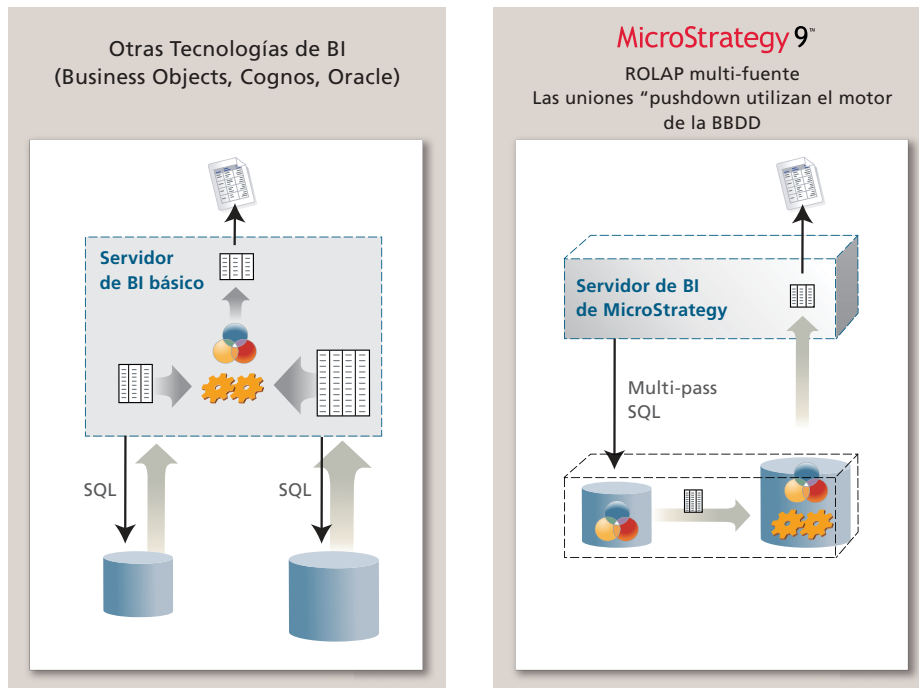 Otras Tecnologías de BI
(Business Objects, Cognos, Oracle)
Servidor
de BI básico
SQL
SQL
MicroStrategy 9™
ROLAP multi-fuente
Las uniones “pushdown utilizan el motor
de la BBDD
Servidor de BI
de MicroStrategy
Multi-pass
SQL